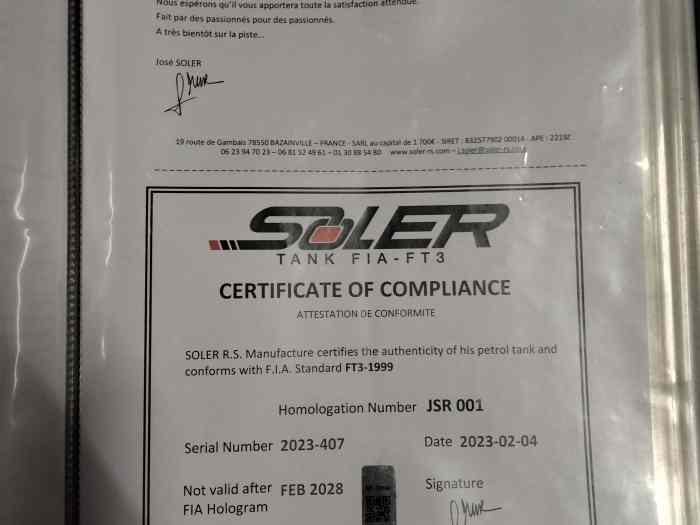 Nous espérons qu'il vous apportera toute la satisfaction attendue.
Fait par des passionnés pour des passionnés.
A très bientôt sur la piste...
José SOLER
19 route de Gambais 78550 BAZAINVILLE – FRANCE - SARL au capital de 1 700€ - SIRET : 832577902 00014 - APE : 2219Z
06 23 94 70 23 – 06 81 52 49 61 – 01 30 88 54 80 www.soler-rs.com –
SOLER
TANK FIA-FT3
CERTIFICATE OF COMPLIANCE
ATTESTATION DE CONFORMITE
SOLER R.S. Manufacture certifies the authenticity of his petrol tank and
conforms with F.I.A. Standard FT3-1999
Homologation Number JSR 001
Serial Number 2023-407 Date 2023-02-04
Not valid after FEB 2028 Signature
FIA Hologram